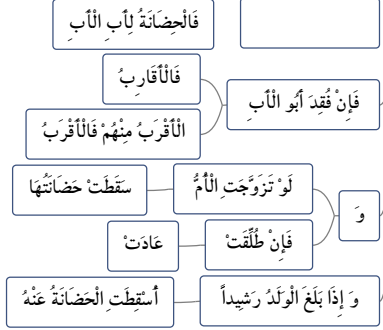 فَالْحِضَانَةُ لِأَبِ الْأَبِ
فَإِنْ فُقِدَ أَبُو الْأَبِ
فَالْأَقَارِبُ
الْأَقْرَبُ مِنْهُمْ فَالْأَقْرَبُ
وَ
لَوْ تَزَوَّجَتِ الْأُمُّ
سَقَطَتْ حَضَانَتُهَا
فَإِنْ طُلِّقَتْ
عَادَتْ
وَ إِذَا بَلَغَ الْوَلَدُ رَشِيداً
أُسْقِطَتِ الْحَضَانَةُ عَنْهُ